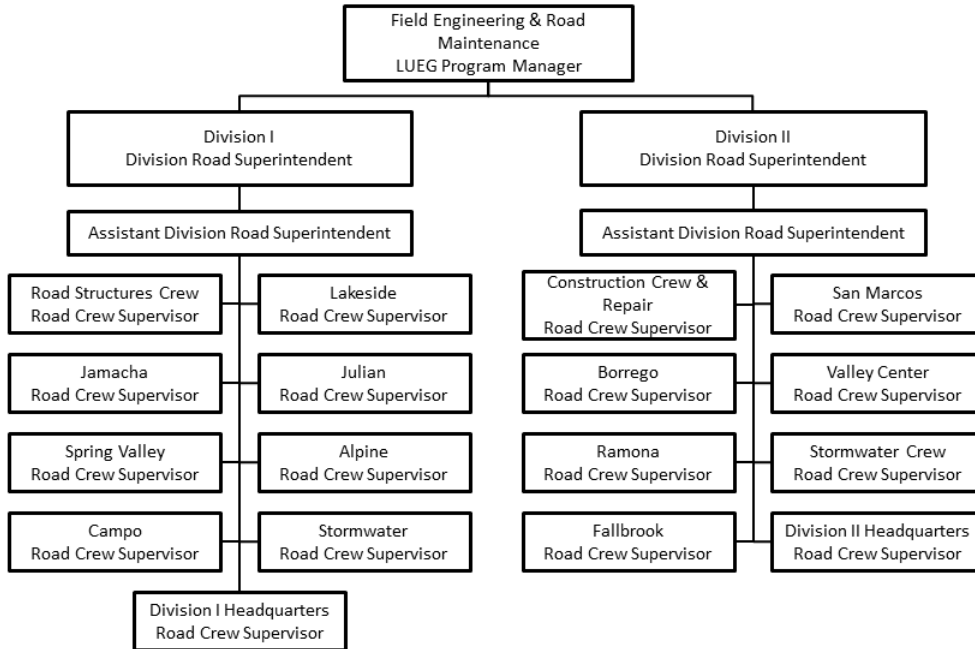 Field Engineering & Road
Maintenance
LUEG Program Manager
Division I
Division Road Superintendent
Division II
Division Road Superintendent
Assistant Division Road Superintendent
Assistant Division Road Superintendent
Road Structures Crew
Road Crew Supervisor
Lakeside
Road Crew Supervisor
Construction Crew &
Repair
Road Crew Supervisor
San Marcos
Road Crew Supervisor
Jamacha
Road Crew Supervisor
Julian
Road Crew Supervisor
Borrego
Road Crew Supervisor
Valley Center
Road Crew Supervisor
Spring Valley
Road Crew Supervisor
Alpine
Road Crew Supervisor
Ramona
Road Crew Supervisor
Stormwater Crew
Road Crew Supervisor
Campo
Road Crew Supervisor
Stormwater
Road Crew Supervisor
Fallbrook
Road Crew Supervisor
Division II Headquarters
Road Crew Supervisor
Division I Headquarters
Road Crew Supervisor